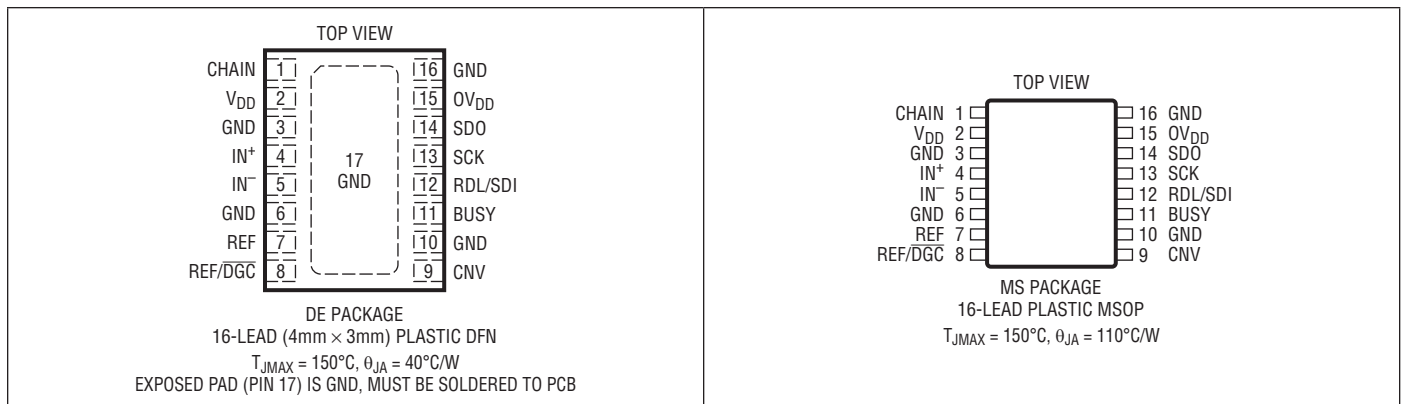 TOP VIEW
CHAIN 1 16 GND
VDD 2 15 OVDD
GND 3 14 SDO
IN+ 4 13 SCK
IN– 5 12 RDL/SDI
GND 6 11 BUSY
REF 7 10 GND
REF/DGC 8 9 CNV
17
GND
DE PACKAGE
16-LEAD (4mm × 3mm) PLASTIC DFN
TJMAX = 150°C, θJA = 40°C/W
EXPOSED PAD (PIN 17) IS GND, MUST BE SOLDERED TO PCB
TOP VIEW
CHAIN 1 16 GND
VDD 2 15 OVDD
GND 3 14 SDO
IN+ 4 13 SCK
IN– 5 12 RDL/SDI
GND 6 11 BUSY
REF 7 10 GND
REF/DGC 8 9 CNV
MS PACKAGE
16-LEAD PLASTIC MSOP
TJMAX = 150°C, θJA = 110°C/W